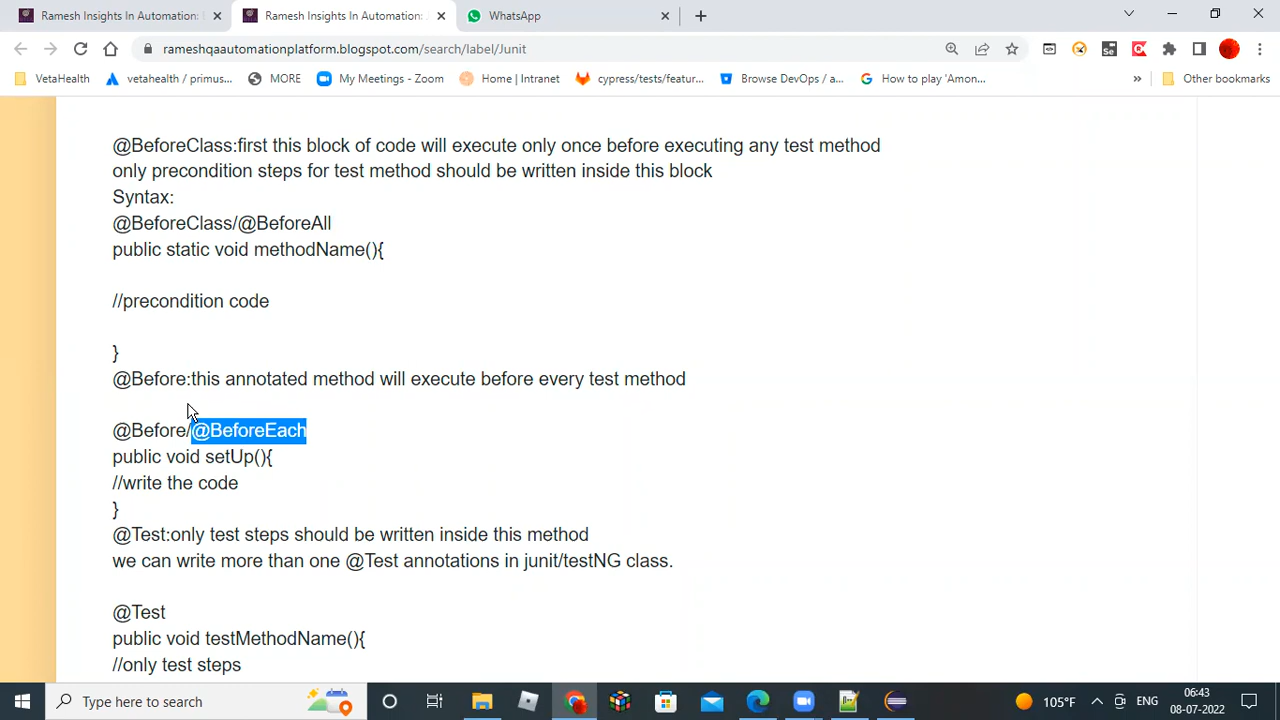 Ramesh Insights In Automation:
Ramesh Insights In Automation:
WhatsApp
rameshqaautomationplatform.blogspot.com/search/label/Junit
VetaHealth
vetahealth / primus...
MORE
My Meetings - Zoom
Home | Intranet
cypress/tests/featur...
Browse DevOps / a...
How to play 'Amon...
»
Other bookmarks
@BeforeClass:first this block of code will execute only once before executing any test method
only precondition steps for test method should be written inside this block
Syntax:
@BeforeClass/@BeforeAll
public static void methodName(){
//precondition code
}
@Before:this annotated method will execute before every test method
@Before/@BeforeEach
public void setUp(){
//write the code
}
@Test:only test steps should be written inside this method
we can write more than one @Test annotations in junit/testNG class.
@Test
public void testMethodName(){
//only test steps
Type here to search
105°F
ENG
06:43
08-07-2022